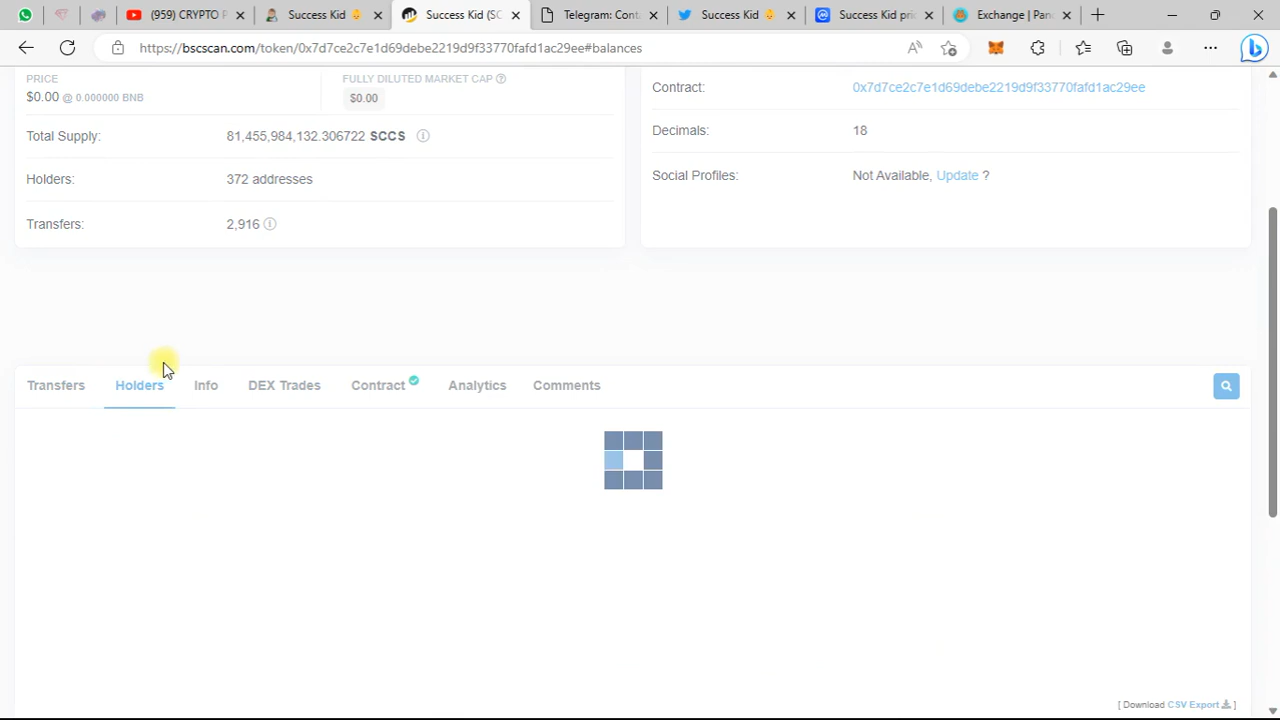 (959) CRYPTO P
Success Kid
Success Kid (SC
Telegram: Cont
Success Kid
Success Kid pri
Exchange | Panc
https://bscscan.com/token/0x7d7ce2c7e1d69debe2219d9f33770fafd1ac29ee#balances
PRICE
$0.00 @ 0.000000 BNB
FULLY DILUTED MARKET CAP
$0.00
Total Supply:
81,455,984,132.306722 SCCS
Holders:
372 addresses
Transfers:
2,916
Contract:
0x7d7ce2c7e1d69debe2219d9f33770fafd1ac29ee
Decimals:
18
Social Profiles:
Not Available, Update ?
Transfers Holders Info DEX Trades Contract Analytics Comments
[ Download CSV Export ]